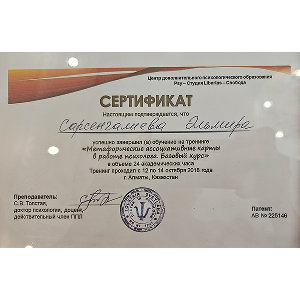 Центр дополнительного психологического образования
Pay – Студия Libertas – Свобода
СЕРТИФИКАТ
Настоящим подтверждается, что
Сарсенгалиева Эльмира
успешно завершил (а) обучение на тренинге
«Метафорические ассоциативные карты
в работе психолога. Базовый курс»
в объеме 24 академических часа
Тренинг проходил с 12 по 14 октября 2018 года
г.Алматы, Казахстан
Преподаватель:
С.В. Толстая,
доктор психологии, доцент,
действительный член ППЛ
Патент:
АВ № 225146